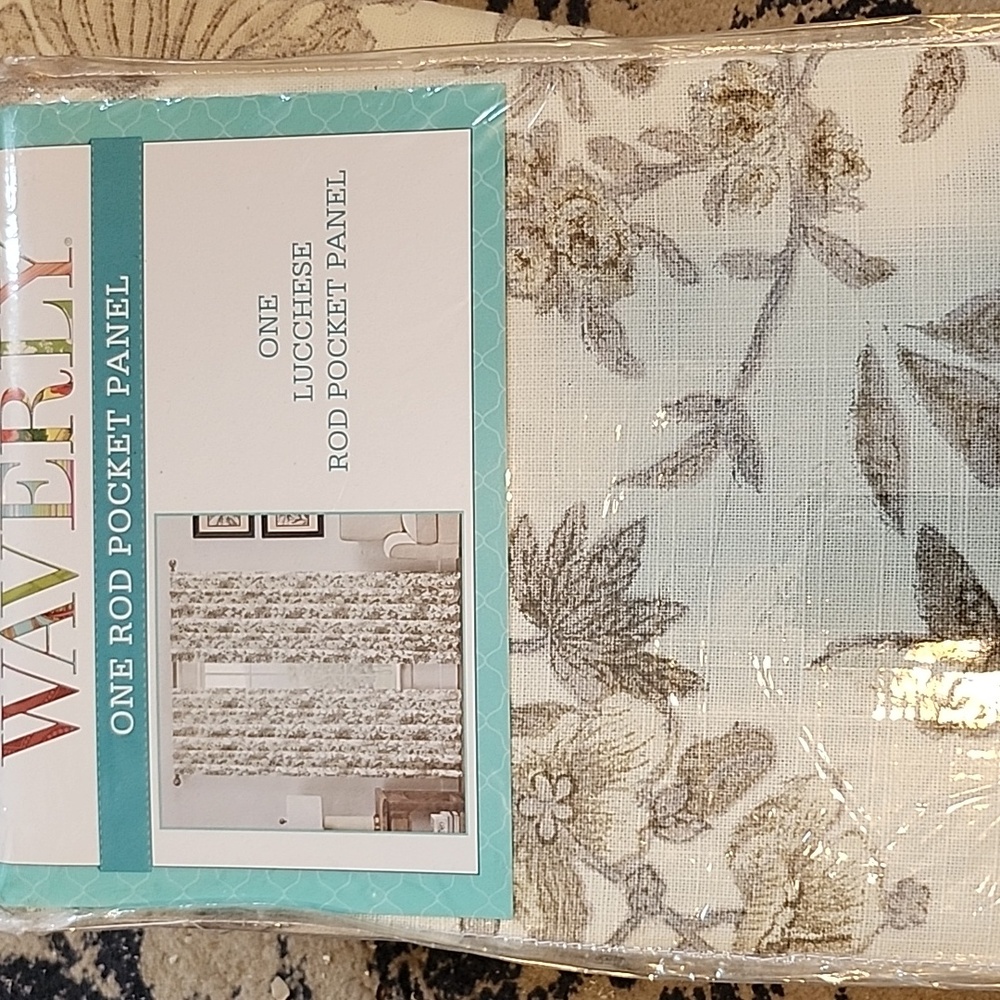 WAVERLY®
ONE ROD POCKET PANEL
ONE
LUCCHESE
ROD POCKET PANEL